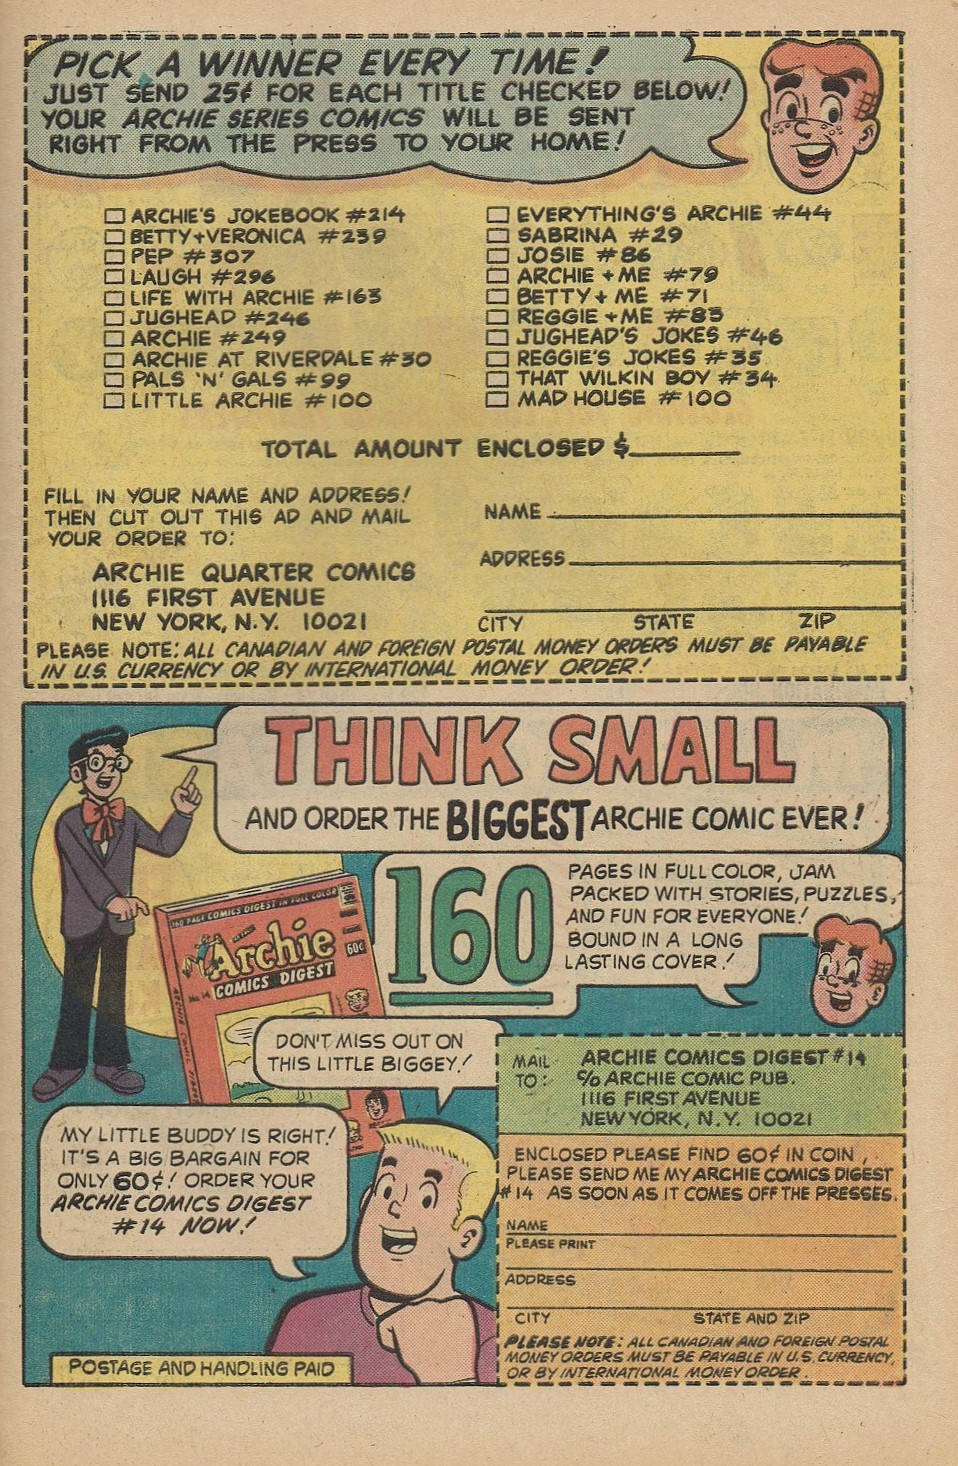 PICK A WINNER EVERY TIME!
JUST SEND 25¢ FOR EACH TITLE CHECKED BELOW!
YOUR ARCHIE SERIES COMICS WILL BE SENT
RIGHT FROM THE PRESS TO YOUR HOME!
ARCHIE'S JOKEBOOK #214
BETTY+VERONICA #239
PEP #307
LAUGH #296
LIFE WITH ARCHIE #163
JUGHEAD #246
ARCHIE #249
ARCHIE AT RIVERDALE #30
PALS 'N' GALS #99
LITTLE ARCHIE #100
EVERYTHING'S ARCHIE #44
SABRINA #29
JOSIE #86
ARCHIE + ME #79
BETTY + ME #71
REGGIE + ME #83
JUGHEAD'S JOKES #46
REGGIE'S JOKES #35
THAT WILKIN BOY #34
MAD HOUSE #100
TOTAL AMOUNT ENCLOSED $
FILL IN YOUR NAME AND ADDRESS!
THEN CUT OUT THIS AD AND MAIL
YOUR ORDER TO:
ARCHIE QUARTER COMICS
1116 FIRST AVENUE
NEW YORK, N.Y. 10021
NAME
ADDRESS
CITY STATE ZIP
PLEASE NOTE: ALL CANADIAN AND FOREIGN POSTAL MONEY ORDERS MUST BE PAYABLE
IN U.S. CURRENCY OR BY INTERNATIONAL MONEY ORDER!
THINK SMALL
AND ORDER THE BIGGEST ARCHIE COMIC EVER!
160
PAGES IN FULL COLOR, JAM
PACKED WITH STORIES, PUZZLES,
AND FUN FOR EVERYONE!
BOUND IN A LONG
LASTING COVER!
160 PAGE COMICS DIGEST IN FULL COLOR
Archie
60¢
No. 14 COMICS DIGEST
DON'T MISS OUT ON
THIS LITTLE BIGGEY!
MY LITTLE BUDDY IS RIGHT!
IT'S A BIG BARGAIN FOR
ONLY 60¢! ORDER YOUR
ARCHIE COMICS DIGEST
#14 NOW!
POSTAGE AND HANDLING PAID
MAIL TO:
ARCHIE COMICS DIGEST #14
c/o ARCHIE COMIC PUB.
1116 FIRST AVENUE
NEW YORK, N.Y. 10021
ENCLOSED PLEASE FIND 60¢ IN COIN,
PLEASE SEND ME MY ARCHIE COMICS DIGEST
#14 AS SOON AS IT COMES OFF THE PRESSES.
NAME
PLEASE PRINT
ADDRESS
CITY STATE AND ZIP
PLEASE NOTE: ALL CANADIAN AND FOREIGN POSTAL
MONEY ORDERS MUST BE PAYABLE IN U.S. CURRENCY,
OR BY INTERNATIONAL MONEY ORDER.